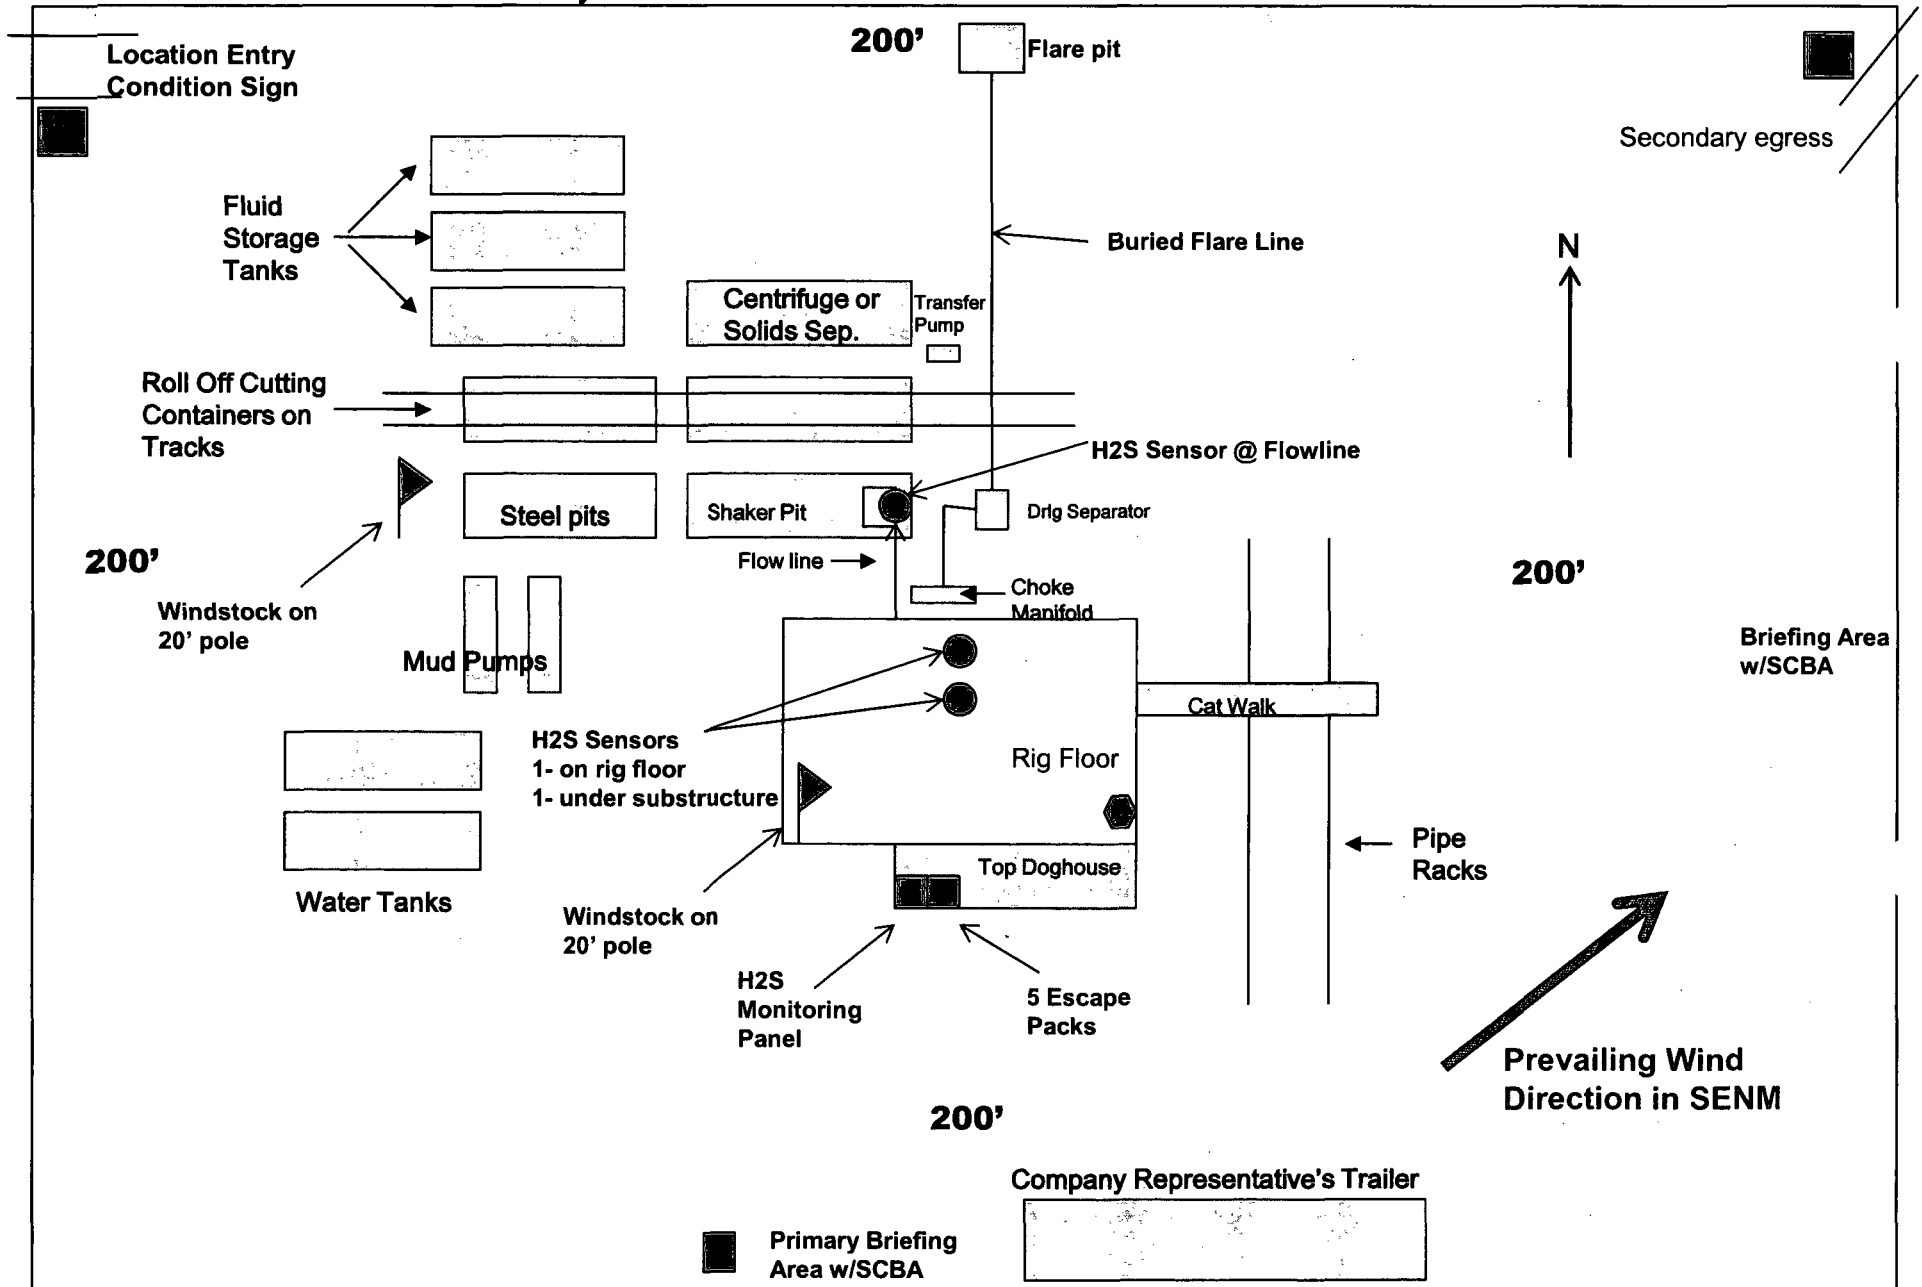 200'
Flare pit
Location Entry
Condition Sign
Secondary egress
Fluid
Storage
Tanks
Buried Flare Line
N
Centrifuge or
Solids Sep.
Transfer
Pump
Roll Off Cutting
Containers on
Tracks
H2S Sensor @ Flowline
Steel pits
Shaker Pit
Drlg Separator
200'
Flow line
200'
Windstock on
20' pole
Choke
Manifold
Mud Pumps
Briefing Area
w/SCBA
Cat Walk
H2S Sensors
1- on rig floor
1- under substructure
Rig Floor
Pipe
Racks
Top Doghouse
Water Tanks
Windstock on
20' pole
H2S
Monitoring
Panel
5 Escape
Packs
Prevailing Wind
Direction in SENM
200'
Company Representative's Trailer
Primary Briefing
Area w/SCBA